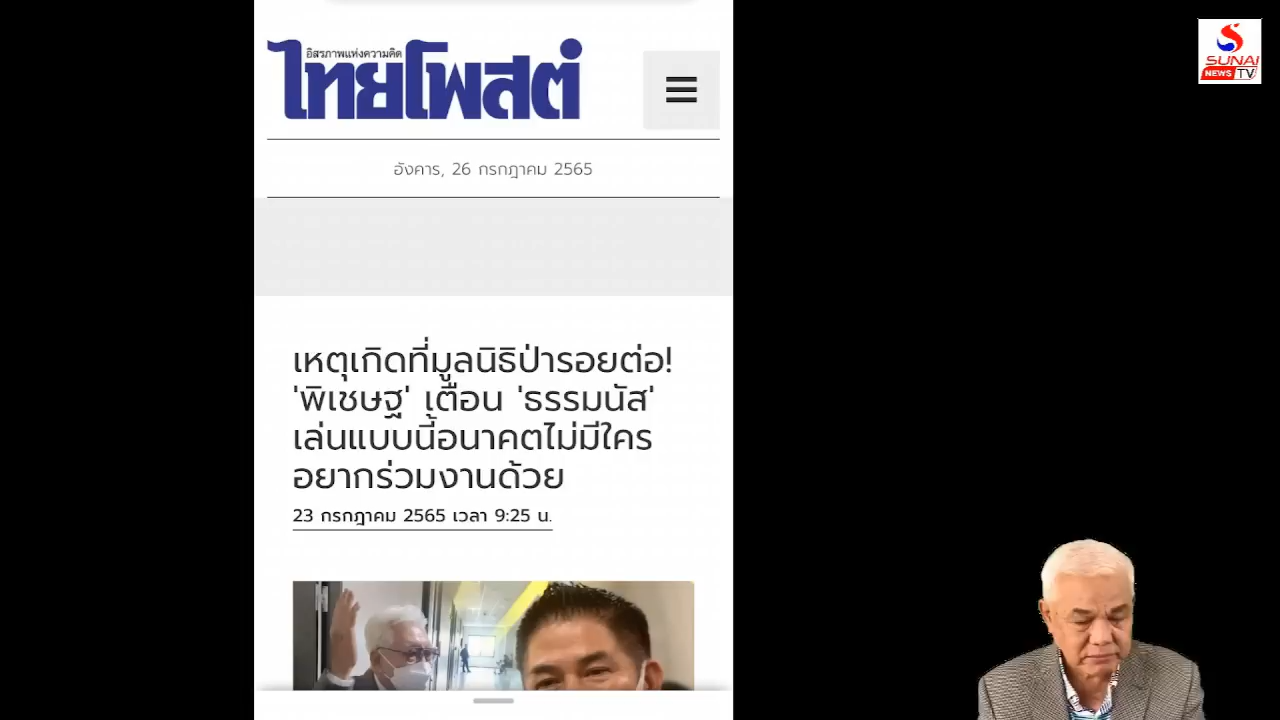 อิสรภาพแห่งความคิด
ไทยโพสต์
อังคาร, 26 กรกฎาคม 2565
เหตุเกิดที่มูลนิธิป่ารอยต่อ!
'พิเชษฐ' เตือน 'ธรรมนัส'
เล่นแบบนี้อนาคตไม่มีใคร
อยากร่วมงานด้วย
23 กรกฎาคม 2565 เวลา 9:25 น.
SUNAI
NEWS TV